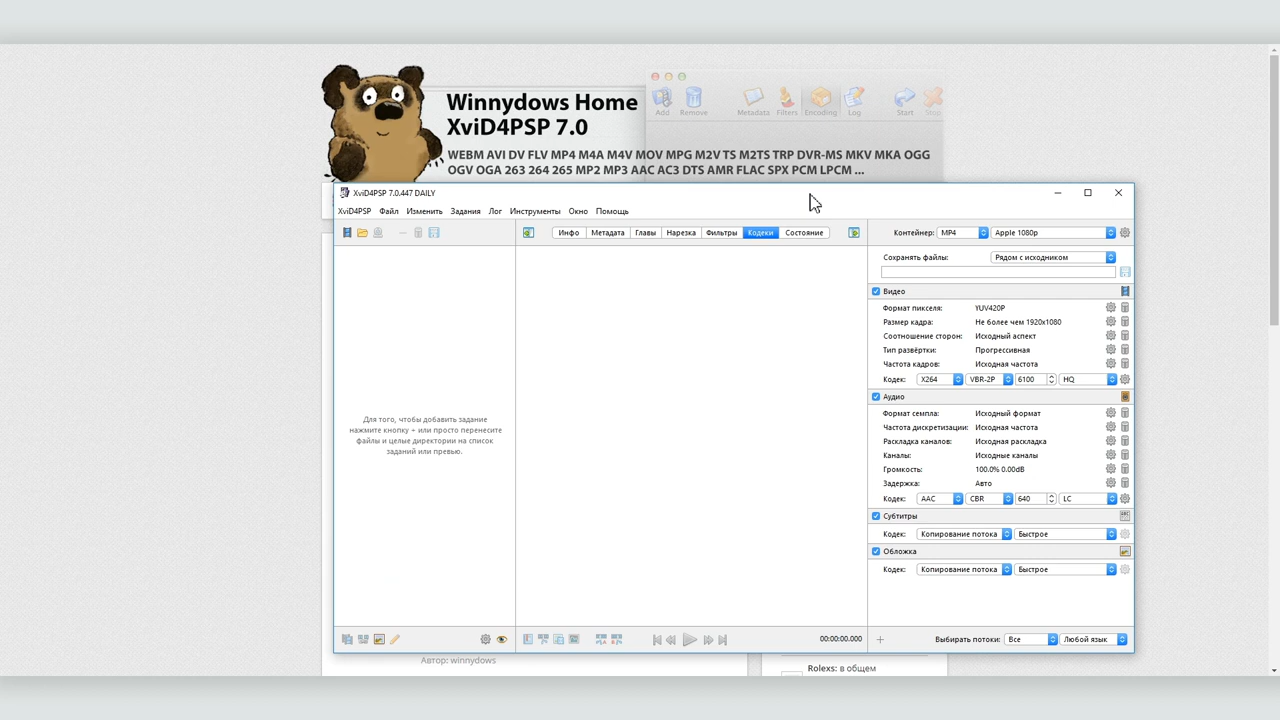 Winnydows Home
XviD4PSP 7.0
Add Remove Metadata Filters Encoding Log Start Stop
WEBM AVI DV FLV MP4 M4A M4V MOV MPG M2V TS M2TS TRP DVR-MS MKV MKA OGG
OGV OGA 263 264 265 MP2 MP3 AAC AC3 DTS AMR FLAC SPX PCM LPCM ...
XviD4PSP 7.0.447 DAILY
XviD4PSP Файл Изменить Задания Лог Инструменты Окно Помощь
Инфо Метадата Главы Нарезка Фильтры Кодеки Состояние
Контейнер: MP4 Apple 1080p
Сохранять файлы: Рядом с исходником
Видео
Формат пикселя: YUV420P
Размер кадра: Не более чем 1920x1080
Соотношение сторон: Исходный аспект
Тип развёртки: Прогрессивная
Частота кадров: Исходная частота
Кодек: X264 VBR-2P 6100 HQ
Аудио
Формат семпла: Исходный формат
Частота дискретизации: Исходная частота
Раскладка каналов: Исходная раскладка
Каналы: Исходные каналы
Громкость: 100.0% 0.00dB
Задержка: Авто
Кодек: AAC CBR 640 LC
Субтитры
Кодек: Копирование потока Быстрое
Обложка
Кодек: Копирование потока Быстрое
Для того, чтобы добавить задание
нажмите кнопку + или просто перенесите
файлы и целые директории на список
заданий или превью.
00:00:00.000
Выбирать потоки: Все Любой язык
Автор: winnydows
Rolexs: в общем